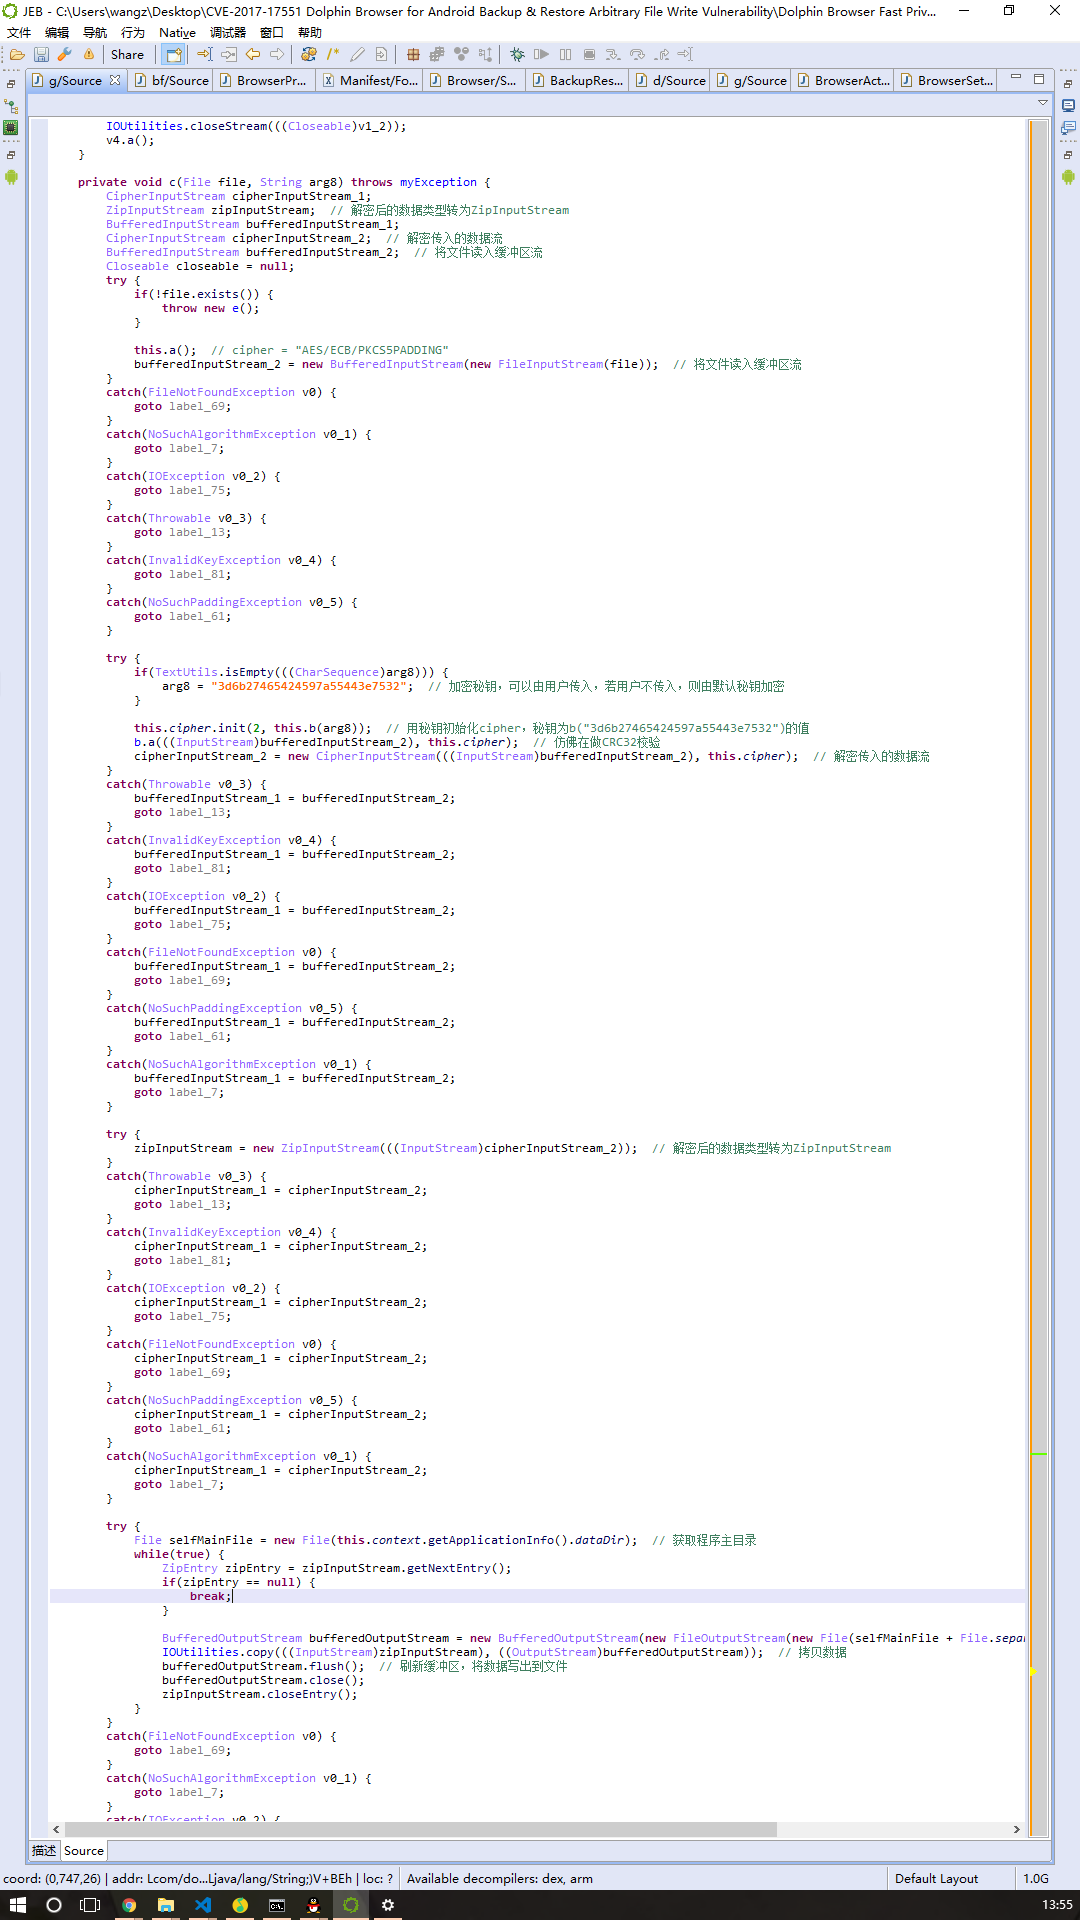 JEB - C:\Users\wangz\Desktop\CVE-2017-17551 Dolphin Browser for Android Backup & Restore Arbitrary File Write Vulnerability\Dolphin Browser Fast Priv...
文件 编辑 导航 行为 Native 调试器 窗口 帮助
Share
g/Source bf/Source BrowserPr... Manifest/Fo... Browser/S... BackupRes... d/Source g/Source BrowserAct... BrowserSet...
IOUtilities.closeStream(((Closeable)v1_2));
v4.a();
}
private void c(File file, String arg8) throws myException {
CipherInputStream cipherInputStream_1;
ZipInputStream zipInputStream;  // 解密后的数据类型转为ZipInputStream
BufferedInputStream bufferedInputStream_1;
CipherInputStream cipherInputStream_2;  // 解密传入的数据流
BufferedInputStream bufferedInputStream_2;  // 将文件读入缓冲区流
Closeable closeable = null;
try {
if(!file.exists()) {
throw new e();
}
this.a();  // cipher = "AES/ECB/PKCS5PADDING"
bufferedInputStream_2 = new BufferedInputStream(new FileInputStream(file));  // 将文件读入缓冲区流
}
catch(FileNotFoundException v0) {
goto label_69;
}
catch(NoSuchAlgorithmException v0_1) {
goto label_7;
}
catch(IOException v0_2) {
goto label_75;
}
catch(Throwable v0_3) {
goto label_13;
}
catch(InvalidKeyException v0_4) {
goto label_81;
}
catch(NoSuchPaddingException v0_5) {
goto label_61;
}
try {
if(TextUtils.isEmpty(((CharSequence)arg8))) {
arg8 = "3d6b27465424597a55443e7532";  // 加密秘钥，可以由用户传入，若用户不传入，则由默认秘钥加密
}
this.cipher.init(2, this.b(arg8));  // 用秘钥初始化cipher，秘钥为b("3d6b27465424597a55443e7532")的值
b.a(((InputStream)bufferedInputStream_2), this.cipher);  // 仿佛在做CRC32校验
cipherInputStream_2 = new CipherInputStream(((InputStream)bufferedInputStream_2), this.cipher);  // 解密传入的数据流
}
catch(Throwable v0_3) {
bufferedInputStream_1 = bufferedInputStream_2;
goto label_13;
}
catch(InvalidKeyException v0_4) {
bufferedInputStream_1 = bufferedInputStream_2;
goto label_81;
}
catch(IOException v0_2) {
bufferedInputStream_1 = bufferedInputStream_2;
goto label_75;
}
catch(FileNotFoundException v0) {
bufferedInputStream_1 = bufferedInputStream_2;
goto label_69;
}
catch(NoSuchPaddingException v0_5) {
bufferedInputStream_1 = bufferedInputStream_2;
goto label_61;
}
catch(NoSuchAlgorithmException v0_1) {
bufferedInputStream_1 = bufferedInputStream_2;
goto label_7;
}
try {
zipInputStream = new ZipInputStream(((InputStream)cipherInputStream_2));  // 解密后的数据类型转为ZipInputStream
}
catch(Throwable v0_3) {
cipherInputStream_1 = cipherInputStream_2;
goto label_13;
}
catch(InvalidKeyException v0_4) {
cipherInputStream_1 = cipherInputStream_2;
goto label_81;
}
catch(IOException v0_2) {
cipherInputStream_1 = cipherInputStream_2;
goto label_75;
}
catch(FileNotFoundException v0) {
cipherInputStream_1 = cipherInputStream_2;
goto label_69;
}
catch(NoSuchPaddingException v0_5) {
cipherInputStream_1 = cipherInputStream_2;
goto label_61;
}
catch(NoSuchAlgorithmException v0_1) {
cipherInputStream_1 = cipherInputStream_2;
goto label_7;
}
try {
File selfMainFile = new File(this.context.getApplicationInfo().dataDir);  // 获取程序主目录
while(true) {
ZipEntry zipEntry = zipInputStream.getNextEntry();
if(zipEntry == null) {
break;
}
BufferedOutputStream bufferedOutputStream = new BufferedOutputStream(new FileOutputStream(new File(selfMainFile + File.sepa
IOUtilities.copy(((InputStream)zipInputStream), ((OutputStream)bufferedOutputStream));  // 拷贝数据
bufferedOutputStream.flush();  // 刷新缓冲区，将数据写出到文件
bufferedOutputStream.close();
zipInputStream.closeEntry();
}
}
catch(FileNotFoundException v0) {
goto label_69;
}
catch(NoSuchAlgorithmException v0_1) {
goto label_7;
}
catch(IOException v0_2) {
描述 Source
coord: (0,747,26) | addr: Lcom/do...Ljava/lang/String;)V+BEh | loc: ? Available decompilers: dex, arm Default Layout 1.0G
13:55